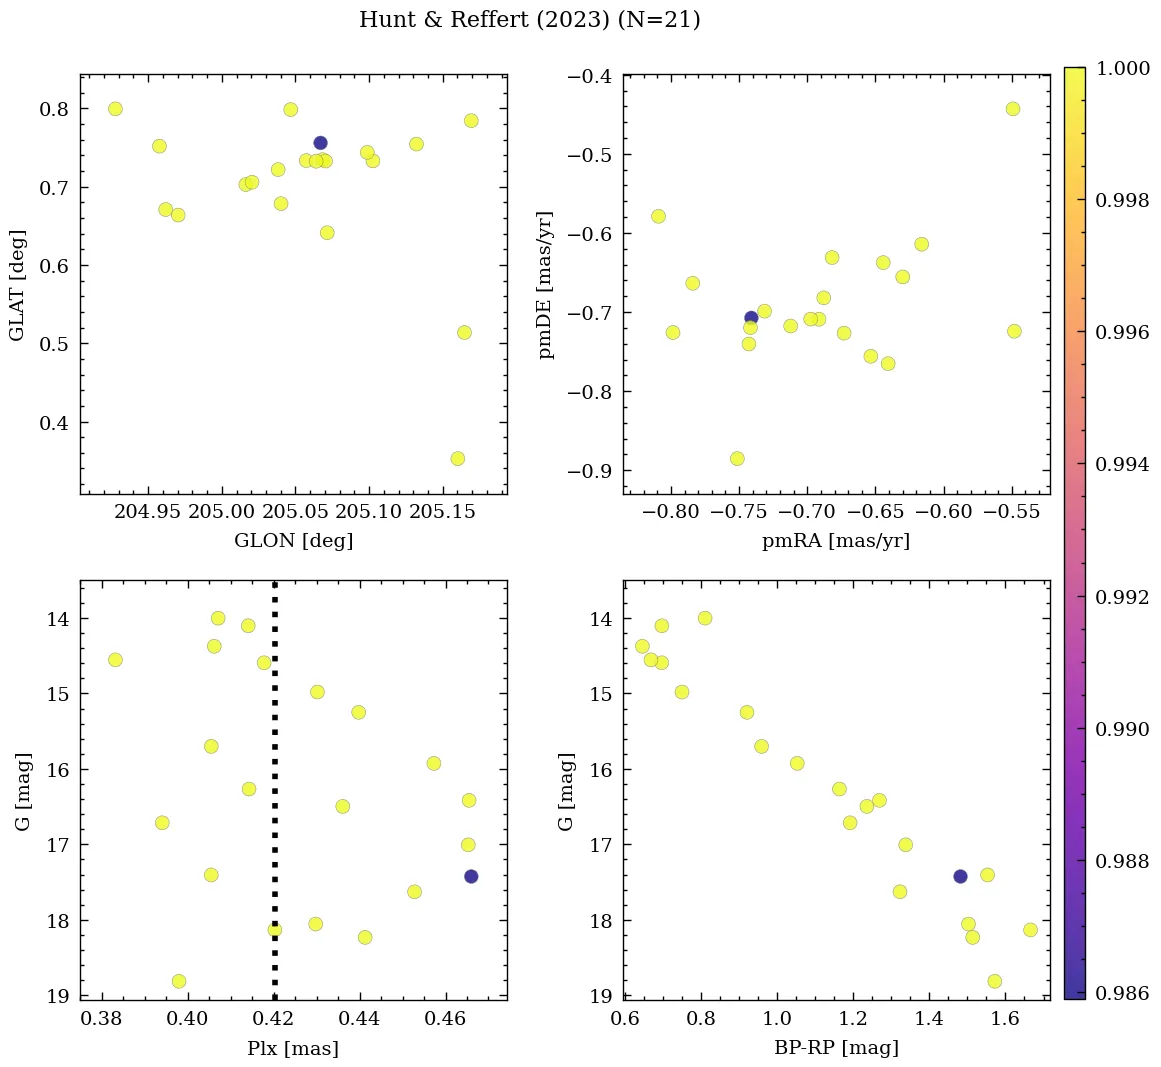 Hunt & Reffert (2023) (N=21)
0.8
0.7
0.6
0.5
0.4
GLAT [deg]
204.95 205.00 205.05 205.10 205.15
GLON [deg]
−0.4
−0.5
−0.6
−0.7
−0.8
−0.9
pmDE [mas/yr]
−0.80 −0.75 −0.70 −0.65 −0.60 −0.55
pmRA [mas/yr]
14
15
16
17
18
19
G [mag]
0.38 0.40 0.42 0.44 0.46
Plx [mas]
14
15
16
17
18
19
G [mag]
0.6 0.8 1.0 1.2 1.4 1.6
BP-RP [mag]
1.000
0.998
0.996
0.994
0.992
0.990
0.988
0.986